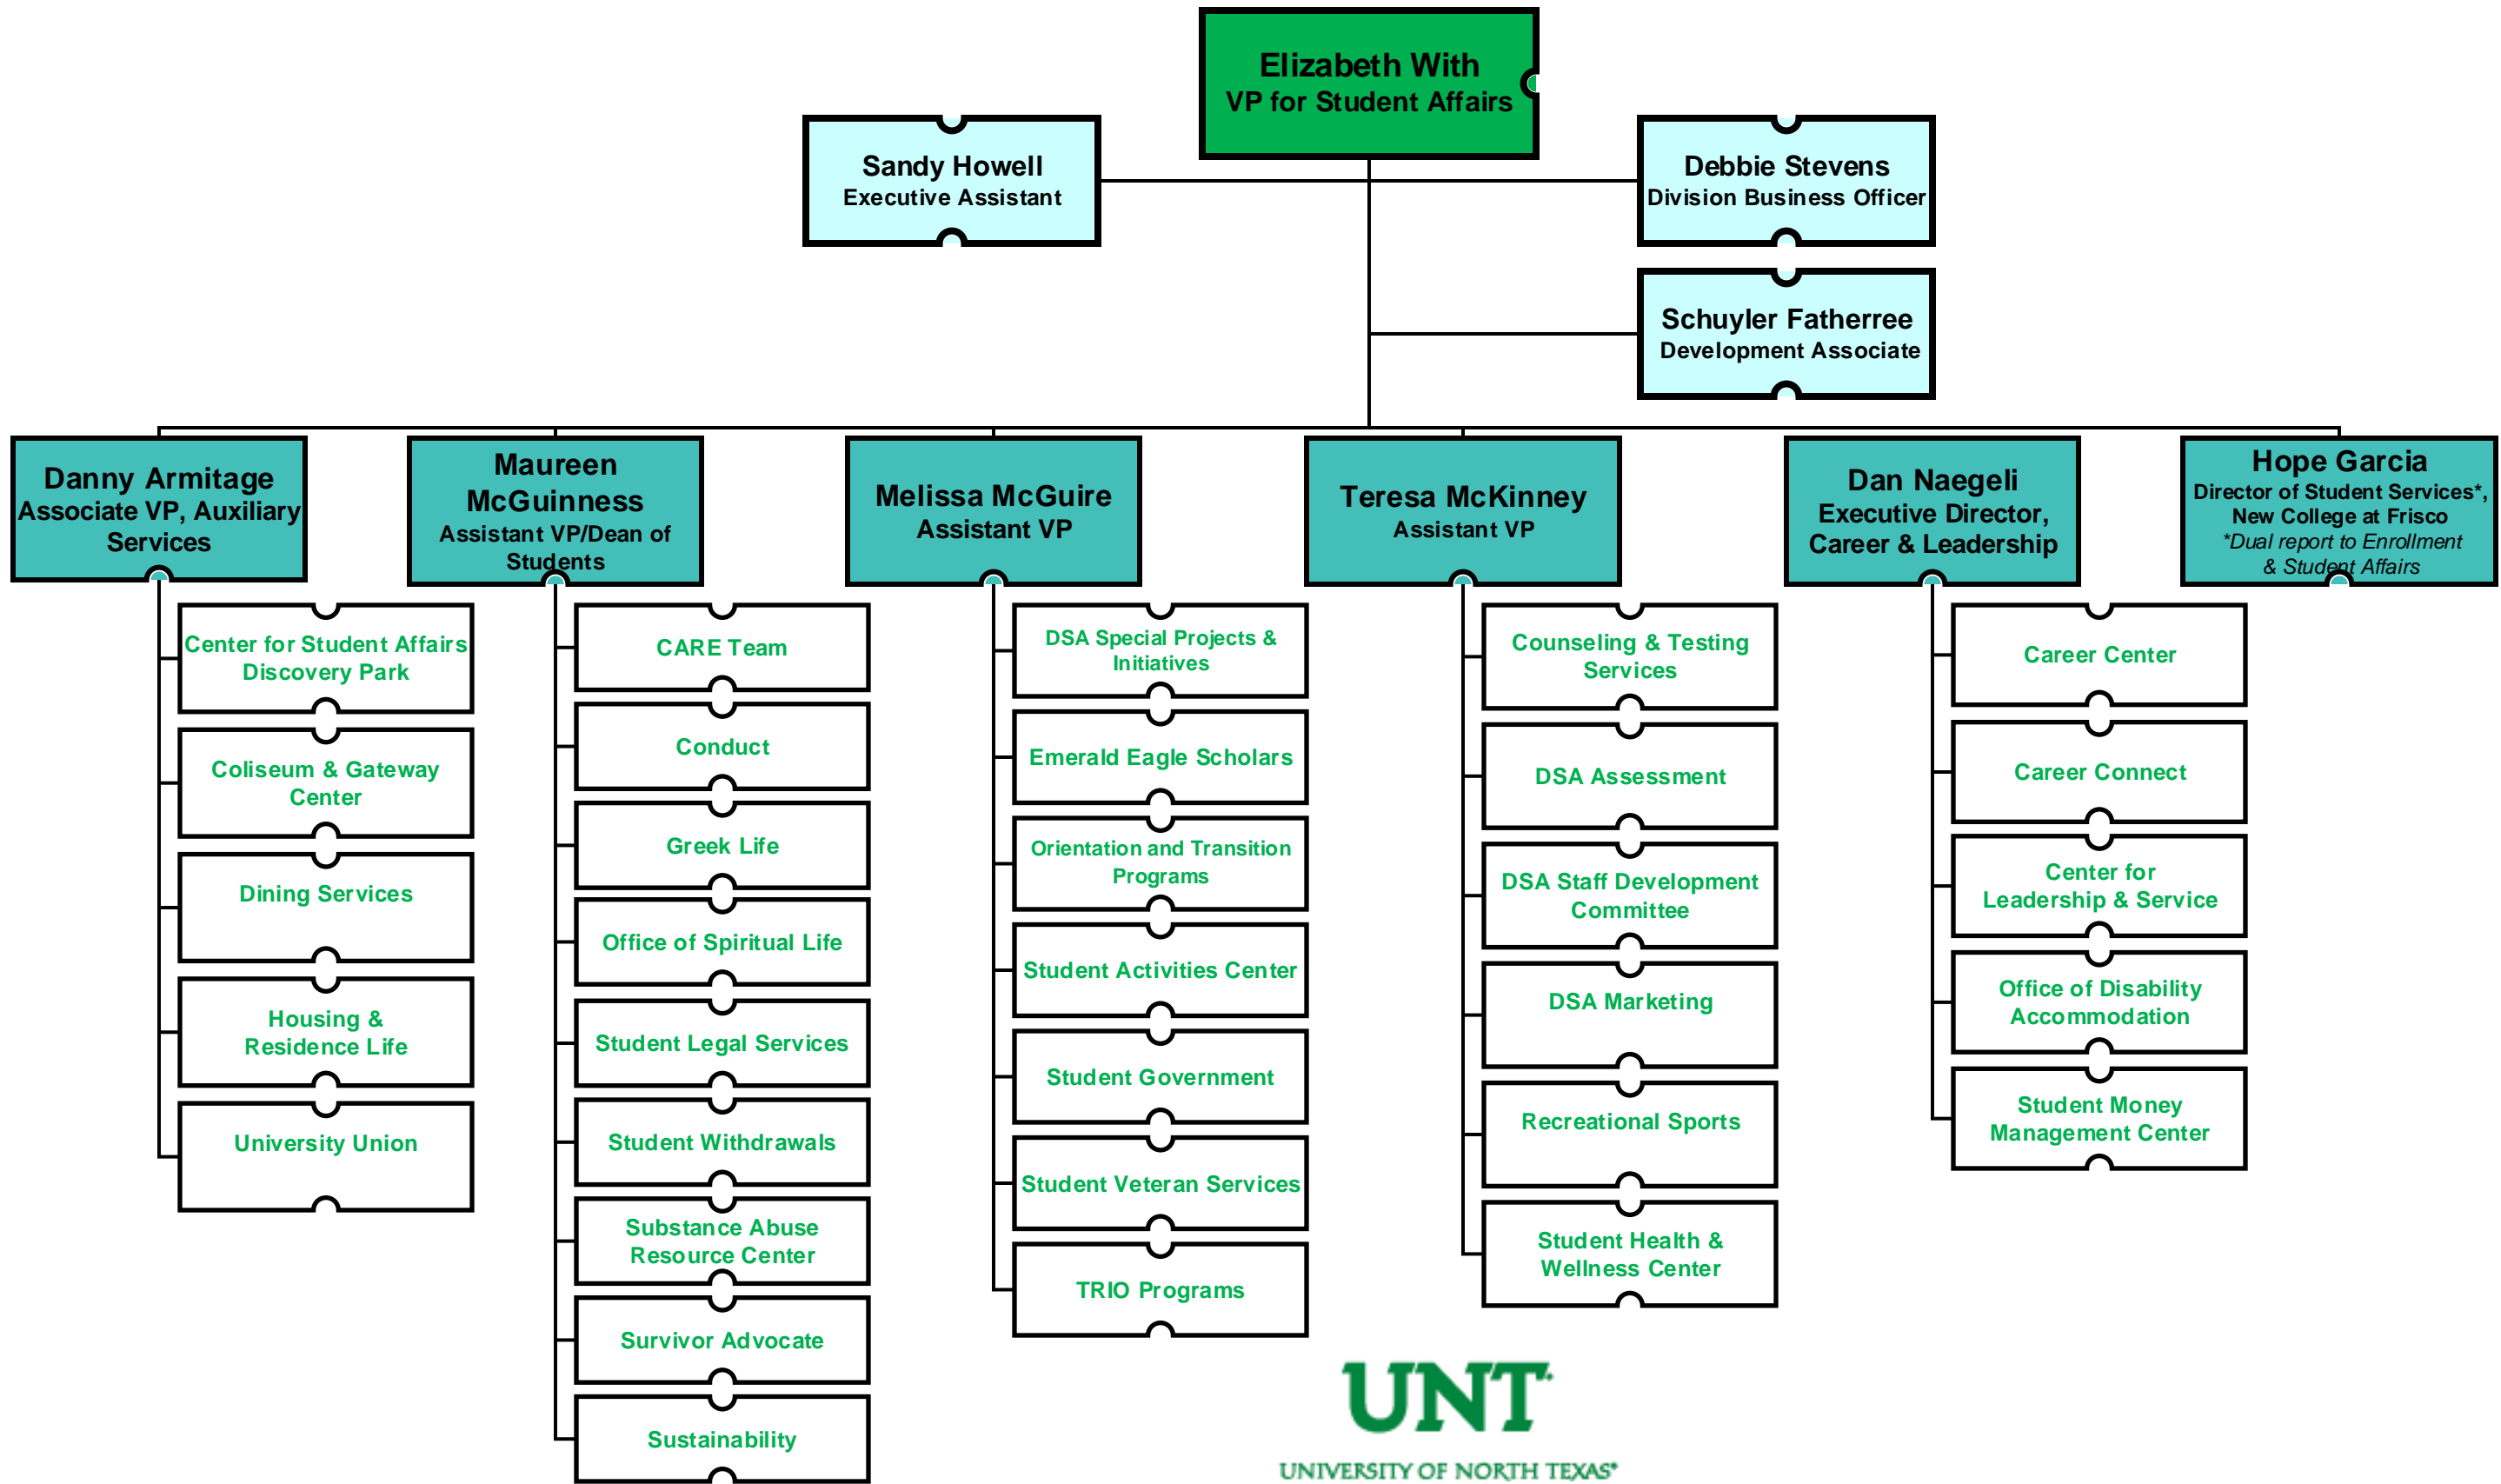 Elizabeth With
VP for Student Affairs
Sandy Howell
Executive Assistant
Debbie Stevens
Division Business Officer
Schuyler Fatherree
Development Associate
Danny Armitage
Associate VP, Auxiliary
Services
Maureen
McGuinness
Assistant VP/Dean of
Students
Melissa McGuire
Assistant VP
Teresa McKinney
Assistant VP
Dan Naegeli
Executive Director,
Career & Leadership
Hope Garcia
Director of Student Services*,
New College at Frisco
*Dual report to Enrollment
& Student Affairs
Center for Student Affairs
Discovery Park
Coliseum & Gateway
Center
Dining Services
Housing &
Residence Life
University Union
CARE Team
Conduct
Greek Life
Office of Spiritual Life
Student Legal Services
Student Withdrawals
Substance Abuse
Resource Center
Survivor Advocate
Sustainability
DSA Special Projects &
Initiatives
Emerald Eagle Scholars
Orientation and Transition
Programs
Student Activities Center
Student Government
Student Veteran Services
TRIO Programs
Counseling & Testing
Services
DSA Assessment
DSA Staff Development
Committee
DSA Marketing
Recreational Sports
Student Health &
Wellness Center
Career Center
Career Connect
Center for
Leadership & Service
Office of Disability
Accommodation
Student Money
Management Center
UNT
UNIVERSITY OF NORTH TEXAS®